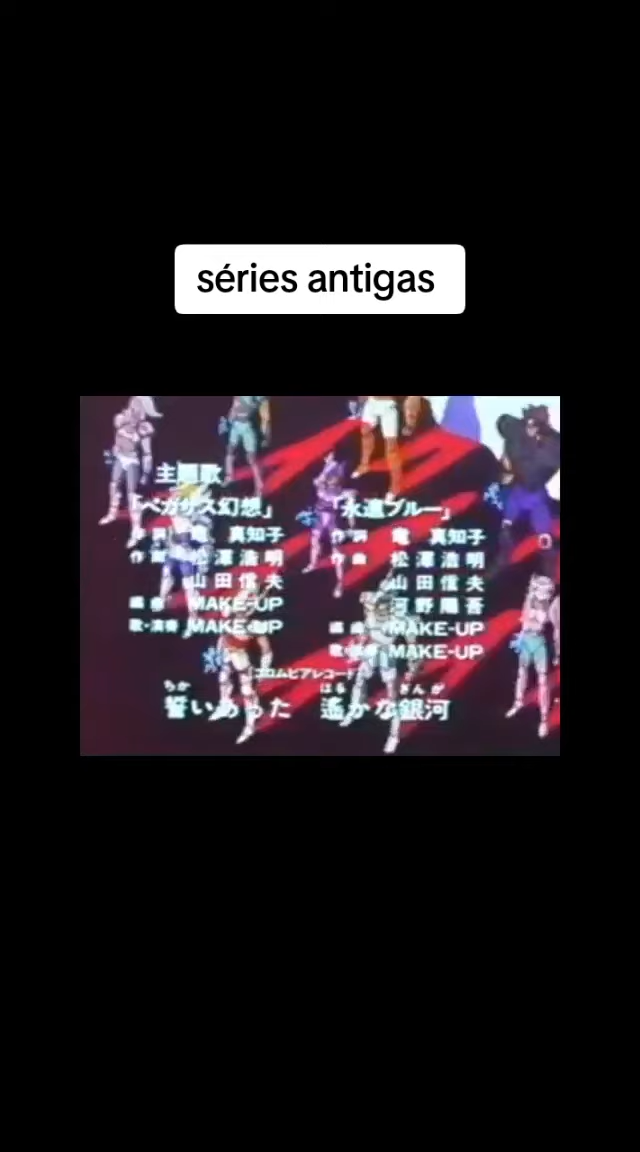 séries antigas
主題歌
「ペガサス幻想」
作詞 竜 真知子
作曲 松澤浩明
山田信夫
編曲 MAKE-UP
歌・演奏 MAKE-UP
「永遠ブルー」
作詞 竜 真知子
作曲 松澤浩明
山田信夫
河野陽吾
編曲 MAKE-UP
歌・演奏 MAKE-UP
(コロムビアレコード)
ちか はる ぎんが
誓いあった 遙かな銀河